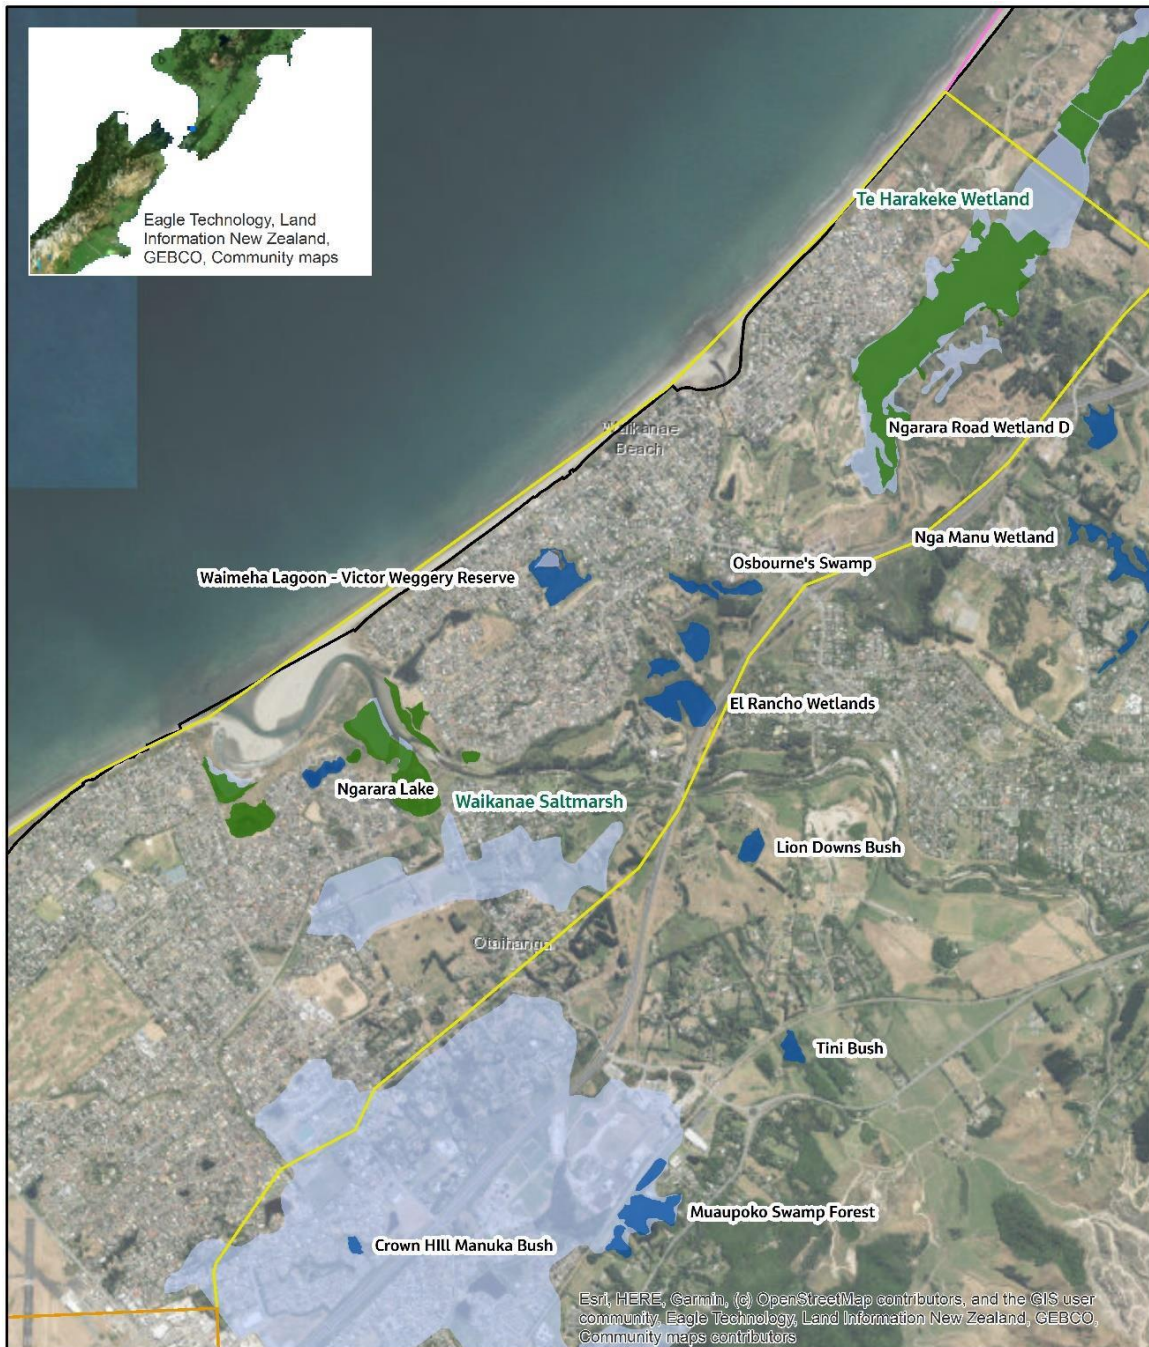 Eagle Technology, Land
Information New Zealand,
GEBCO, Community maps
Te Harakeke Wetland
Waikanae
Beach
Ngarara Road Wetland D
Nga Manu Wetland
Osbourne's Swamp
Waimeha Lagoon - Victor Weggery Reserve
El Rancho Wetlands
Ngarara Lake
Waikanae Saltmarsh
Lion Downs Bush
Otaihanga
Tini Bush
Muaupoko Swamp Forest
Crown HIll Manuka Bush
Esri, HERE, Garmin, (c) OpenStreetMap contributors, and the GIS user
community, Eagle Technology, Land Information New Zealand, GEBCO,
Community maps contributors